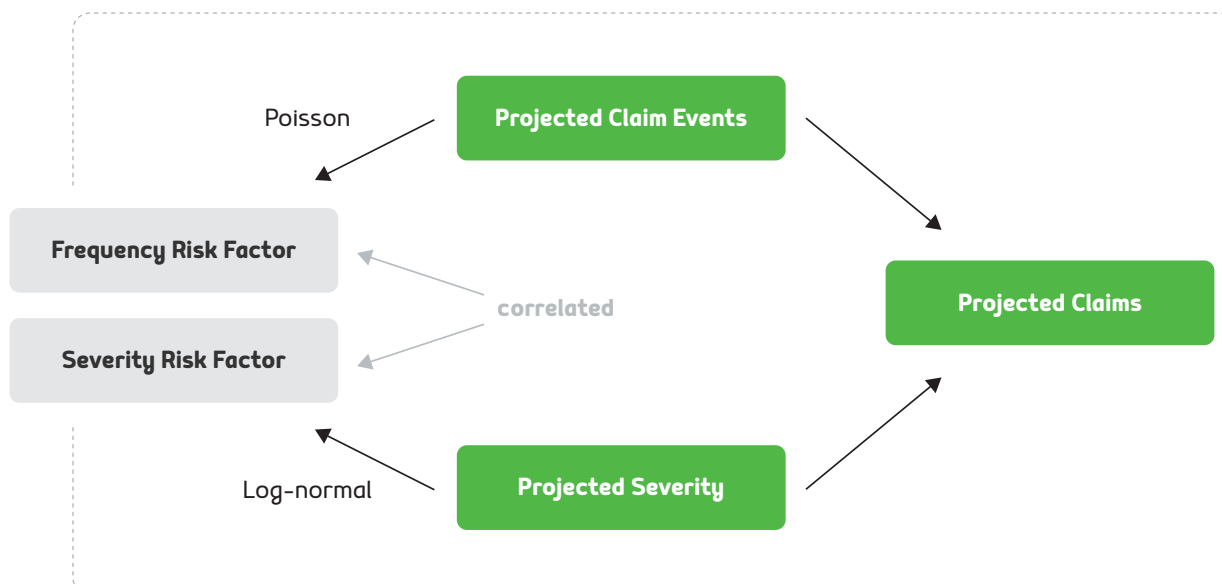 Poisson
Projected Claim Events
Frequency Risk Factor
correlated
Projected Claims
Severity Risk Factor
Log-normal
Projected Severity